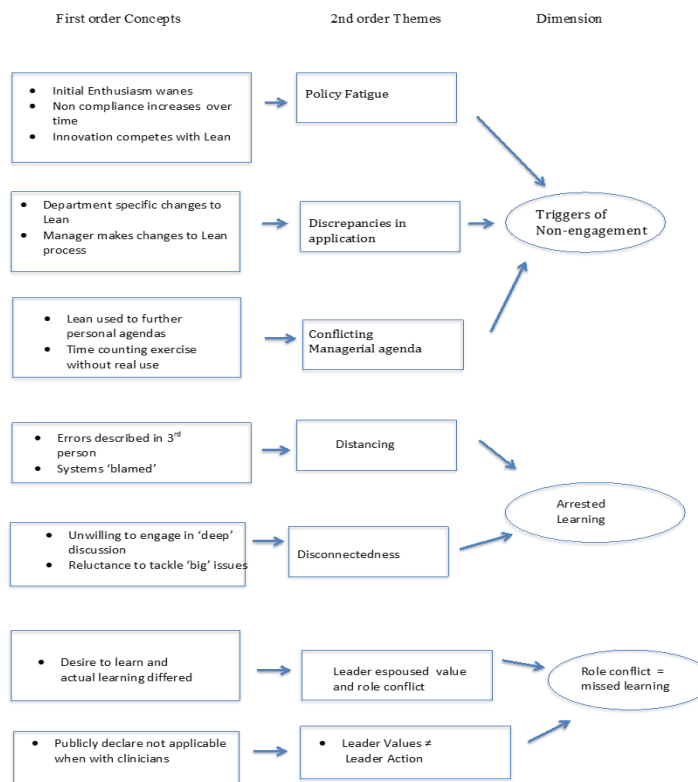 First order Concepts
2nd order Themes
Dimension
• Initial Enthusiasm wanes
• Non compliance increases over
time
• Innovation competes with Lean
Policy Fatigue
• Department specific changes to
Lean
• Manager makes changes to Lean
process
Discrepancies in
application
Triggers of
Non-engagement
• Lean used to further
personal agendas
• Time counting exercise
without real use
Conflicting
Managerial agenda
• Errors described in 3rd
person
• Systems ‘blamed’
Distancing
Arrested
Learning
• Unwilling to engage in ‘deep’
discussion
• Reluctance to tackle ‘big’ issues
Disconnectedness
• Desire to learn and
actual learning differed
Leader espoused value
and role conflict
Role conflict =
missed learning
• Publicly declare not applicable
when with clinicians
• Leader Values ≠
Leader Action